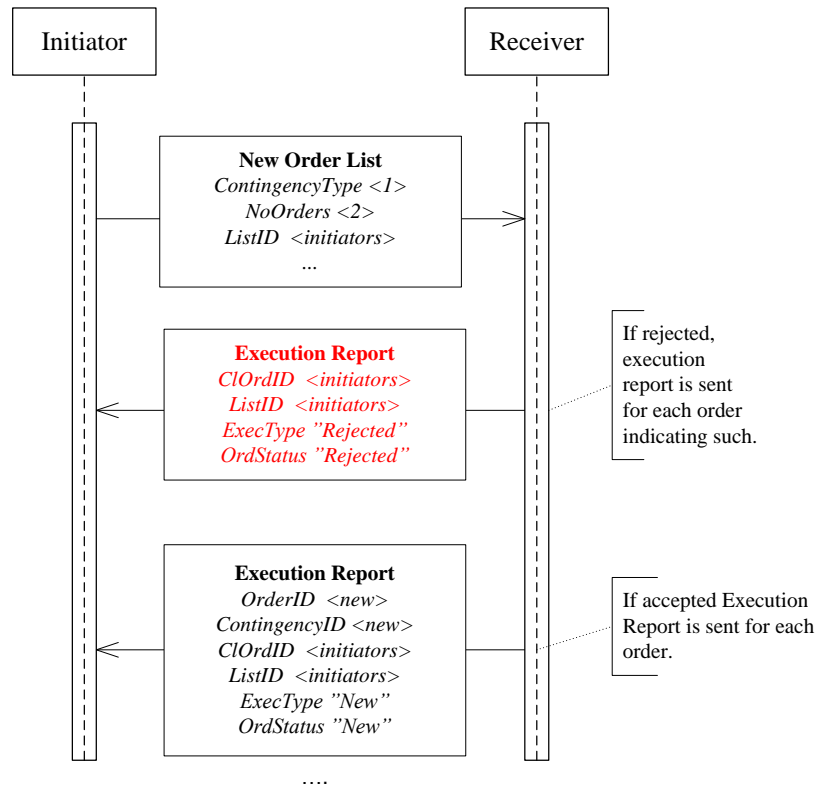 Initiator
Receiver
New Order List
ContingencyType <1>
NoOrders <2>
ListID <initiators>
...
Execution Report
ClOrdID <initiators>
ListID <initiators>
ExecType ”Rejected”
OrdStatus ”Rejected”
If rejected,
execution
report is sent
for each order
indicating such.
Execution Report
OrderID <new>
ContingencyID <new>
ClOrdID <initiators>
ListID <initiators>
ExecType ”New”
OrdStatus ”New”
If accepted Execution
Report is sent for each
order.
....